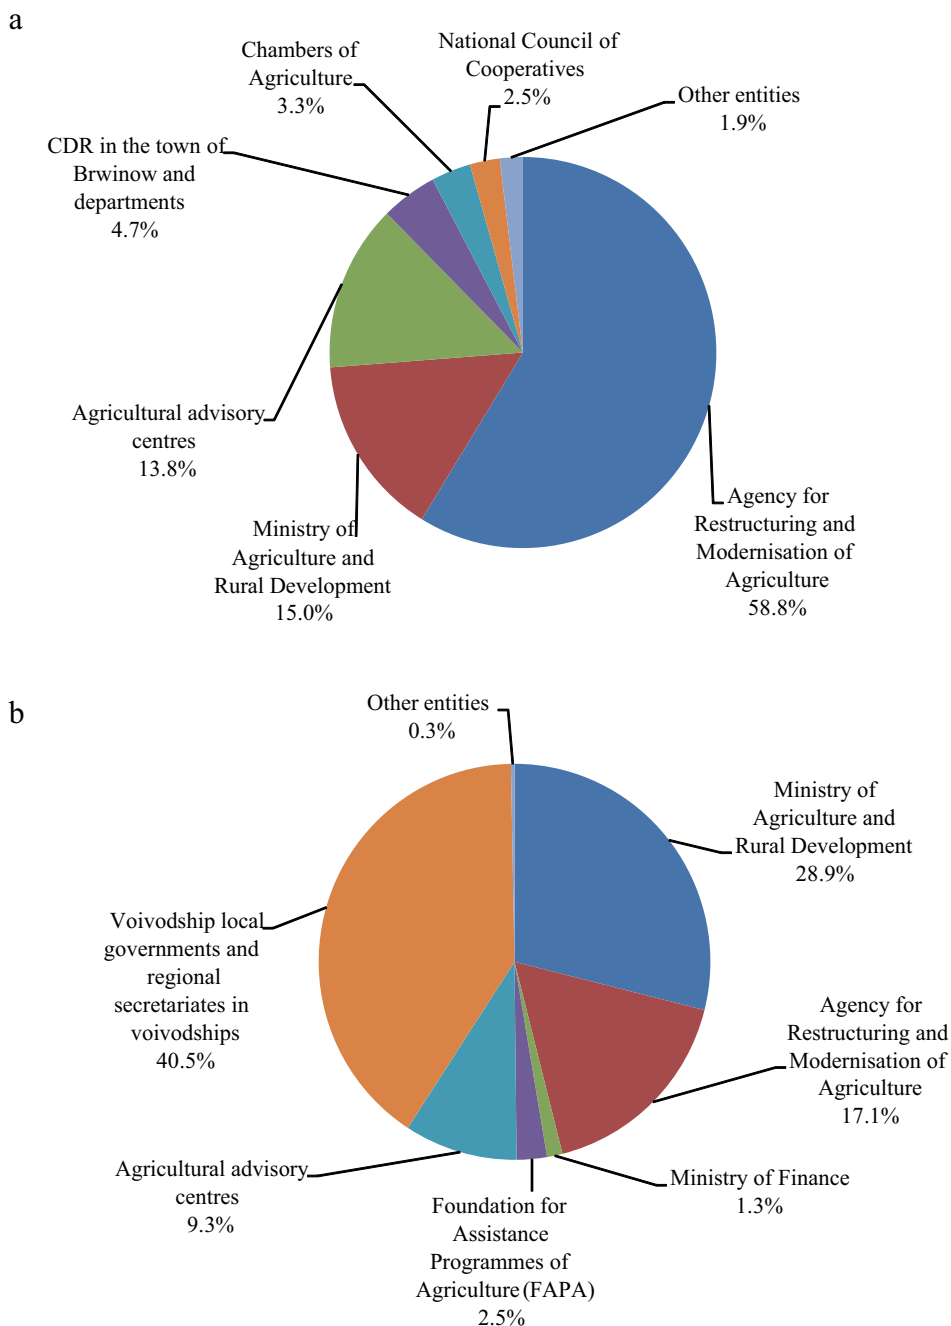 a
Chambers of
Agriculture
3.3%
National Council of
Cooperatives
2.5%
Other entities
1.9%
CDR in the town of
Brwinow and
departments
4.7%
Agricultural advisory
centres
13.8%
Ministry of
Agriculture and
Rural Development
15.0%
Agency for
Restructuring and
Modernisation of
Agriculture
58.8%
b
Other entities
0.3%
Ministry of
Agriculture and
Rural Development
28.9%
Voivodship local
governments and
regional
secretariates in
voivodships
40.5%
Agency for
Restructuring and
Modernisation of
Agriculture
17.1%
Agricultural advisory
centres
9.3%
Foundation for
Assistance
Programmes of
Agriculture (FAPA)
2.5%
Ministry of Finance
1.3%